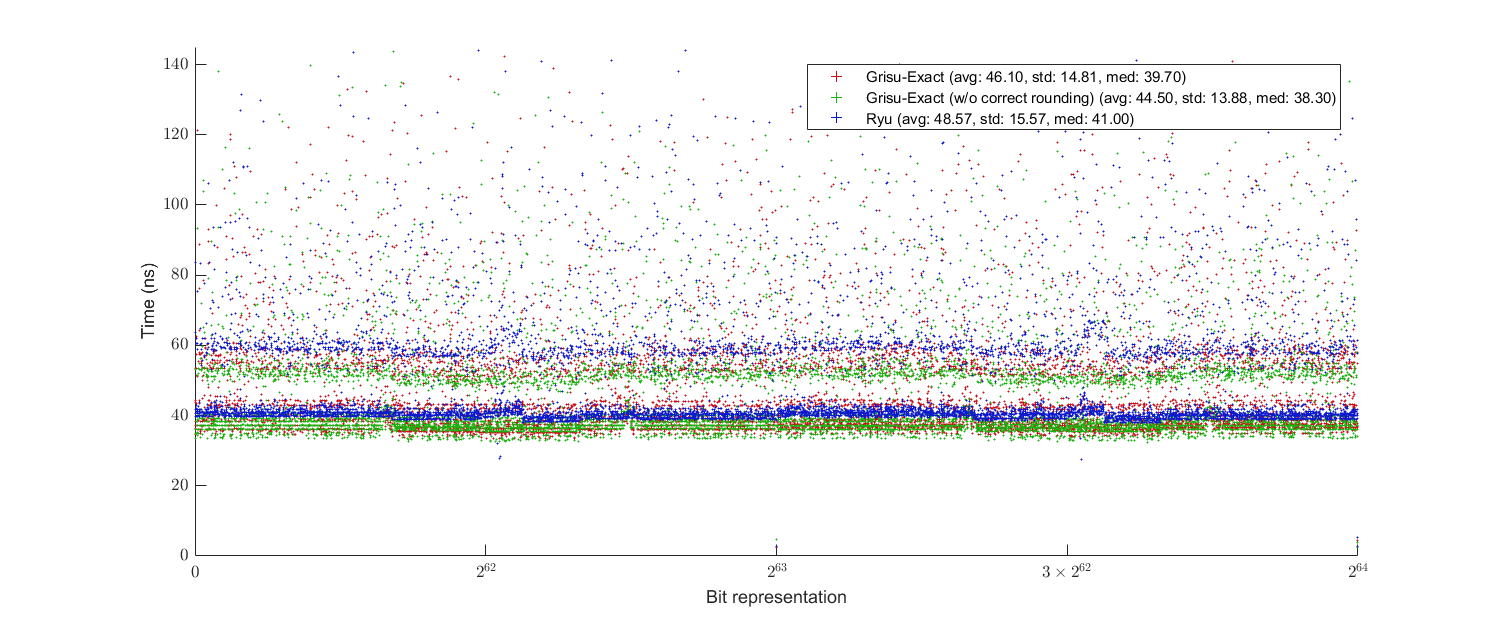 140
120
100
80
60
40
20
0
Time (ns)
Grisu-Exact (avg: 46.10, std: 14.81, med: 39.70)
Grisu-Exact (w/o correct rounding) (avg: 44.50, std: 13.88, med: 38.30)
Ryu (avg: 48.57, std: 15.57, med: 41.00)
0 2^62 2^63 3 × 2^62 2^64
Bit representation